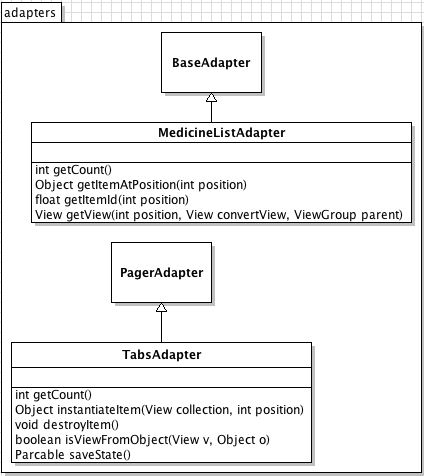 adapters
BaseAdapter
MedicineListAdapter
int getCount()
Object getItemAtPosition(int position)
float getItemId(int position)
View getView(int position, View convertView, ViewGroup parent)
PagerAdapter
TabsAdapter
int getCount()
Object instantiateItem(View collection, int position)
void destroyItem()
boolean isViewFromObject(View v, Object o)
Parcable saveState()